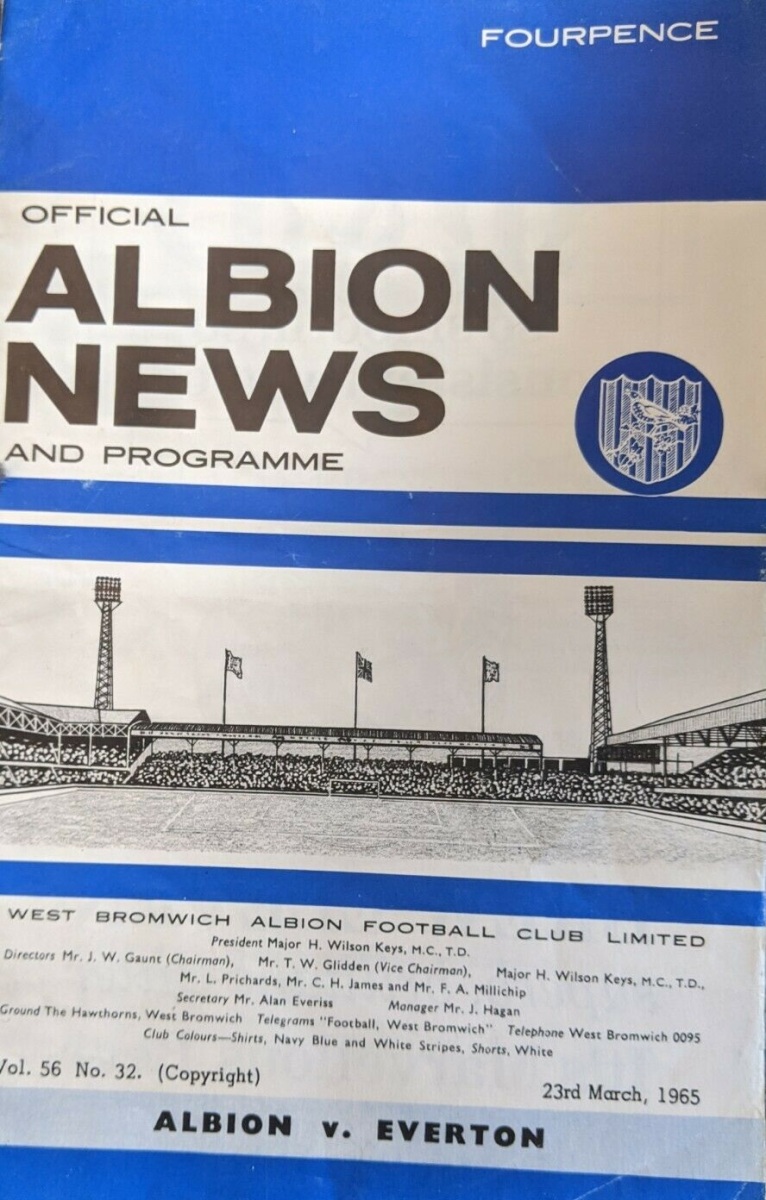 FOURPENCE
OFFICIAL
ALBION
NEWS
AND PROGRAMME
WEST BROMWICH ALBION FOOTBALL CLUB LIMITED
President Major H. Wilson Keys, M.C., T.D.
Directors Mr. J. W. Gaunt (Chairman), Mr. T. W. Glidden (Vice Chairman), Major H. Wilson Keys, M.C., T.D.,
Mr. L. Prichards, Mr. C. H. James and Mr. F. A. Millichip
Secretary Mr. Alan Everiss Manager Mr. J. Hagan
Ground The Hawthorns, West Bromwich Telegrams "Football, West Bromwich" Telephone West Bromwich 0095
Club Colours—Shirts, Navy Blue and White Stripes, Shorts, White
Vol. 56 No. 32. (Copyright)
23rd March, 1965
ALBION v. EVERTON